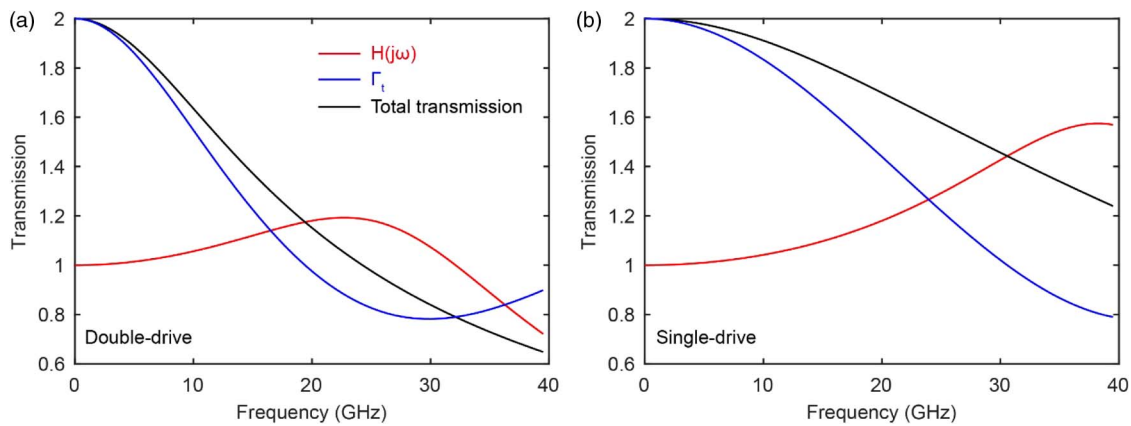 (a)
2
1.8
1.6
1.4
1.2
1
0.8
0.6
Transmission
H(jω)
Γt
Total transmission
Double-drive
0 10 20 30 40
Frequency (GHz)
(b)
2
1.8
1.6
1.4
1.2
1
0.8
0.6
Transmission
Single-drive
0 10 20 30 40
Frequency (GHz)